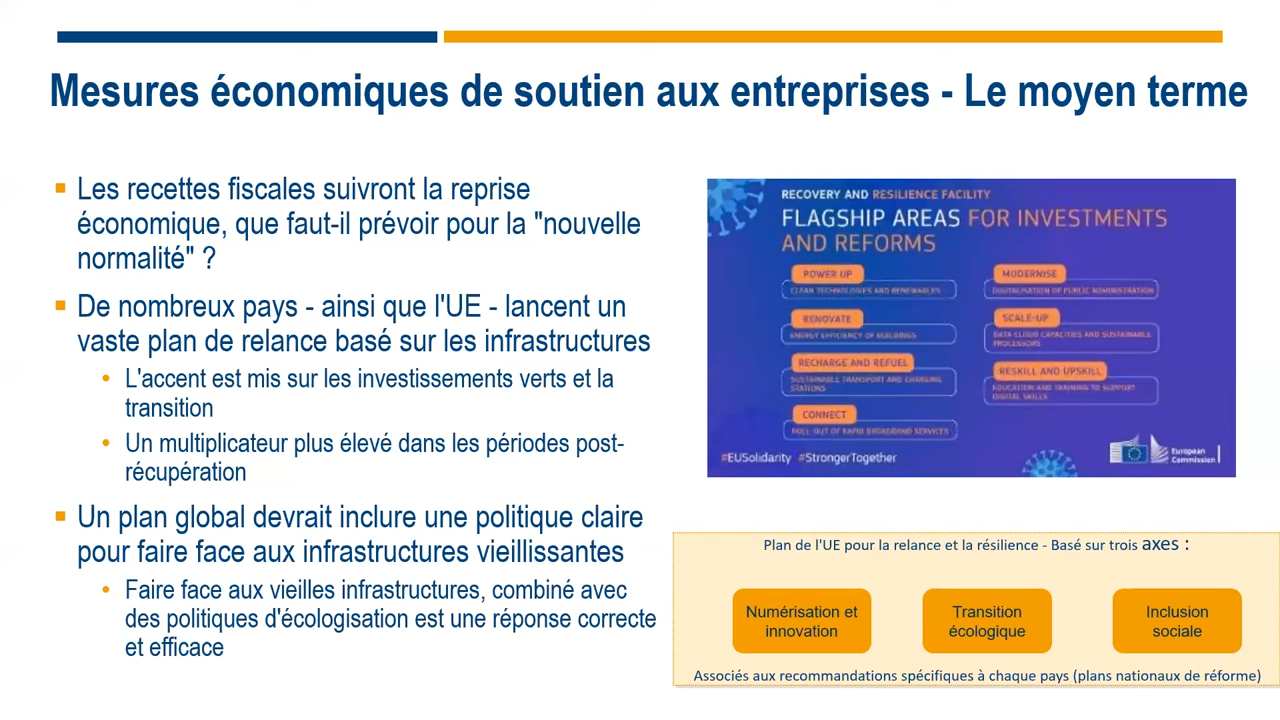 Mesures économiques de soutien aux entreprises - Le moyen terme
Les recettes fiscales suivront la reprise
économique, que faut-il prévoir pour la "nouvelle
normalité" ?
De nombreux pays - ainsi que l'UE - lancent un
vaste plan de relance basé sur les infrastructures
L'accent est mis sur les investissements verts et la
transition
Un multiplicateur plus élevé dans les périodes post-
récupération
Un plan global devrait inclure une politique claire
pour faire face aux infrastructures vieillissantes
Faire face aux vieilles infrastructures, combiné avec
des politiques d'écologisation est une réponse correcte
et efficace
RECOVERY AND RESILIENCE FACILITY
FLAGSHIP AREAS FOR INVESTMENTS
AND REFORMS
POWER UP
CLEAN TECHNOLOGIES AND RENEWABLES
RENOVATE
ENERGY EFFICIENCY OF BUILDINGS
RECHARGE AND REFUEL
SUSTAINABLE TRANSPORT AND CHARGING
STATIONS
CONNECT
ROLL-OUT OF RAPID BROADBAND SERVICES
MODERNISE
DIGITALISATION OF PUBLIC ADMINISTRATION
SCALE-UP
DATA CLOUD CAPACITIES AND SUSTAINABLE
PROCESSORS
RESKILL AND UPSKILL
EDUCATION AND TRAINING TO SUPPORT
DIGITAL SKILLS
#EUSolidarity #StrongerTogether
European
Commission
Plan de l'UE pour la relance et la résilience - Basé sur trois axes :
Numérisation et
innovation
Transition
écologique
Inclusion
sociale
Associés aux recommandations spécifiques à chaque pays (plans nationaux de réforme)